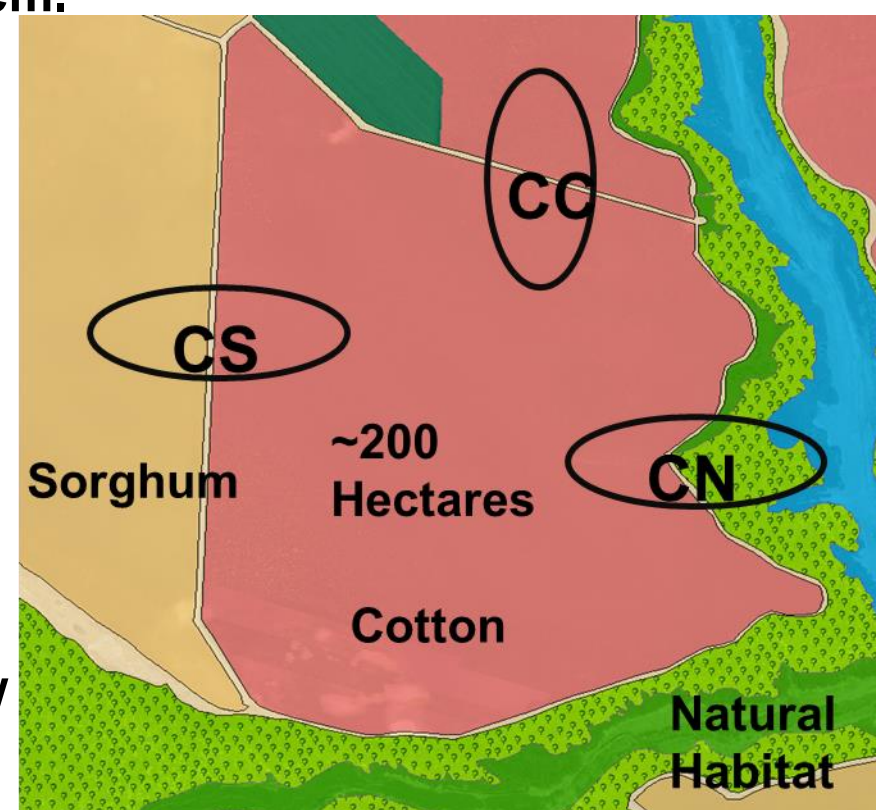 CC
CS
~200
Hectares
Sorghum
CN
Cotton
Natural
Habitat